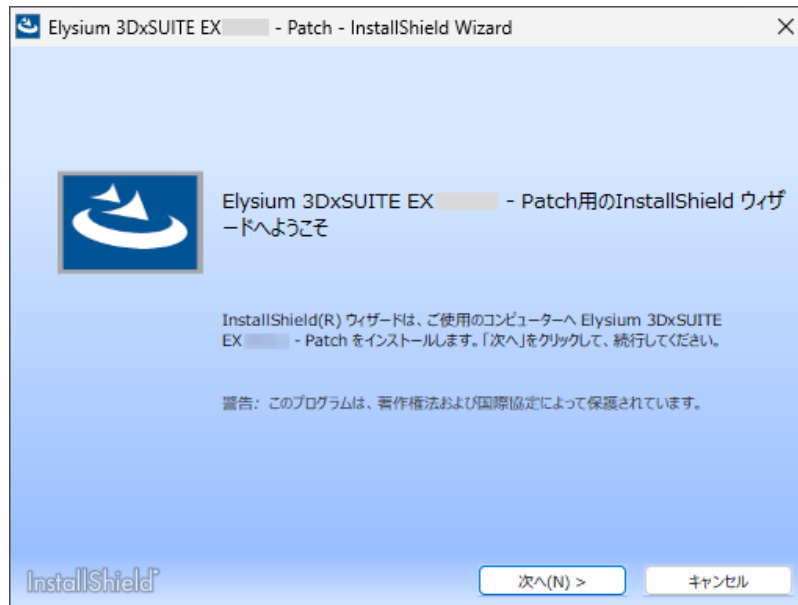 Elysium 3DxSUITE EX - Patch - InstallShield Wizard
Elysium 3DxSUITE EX - Patch用のInstallShield ウィザ
ードへようこそ
InstallShield(R) ウィザードは、ご使用のコンピューターへ Elysium 3DxSUITE
EX - Patch をインストールします。「次へ」をクリックして、続行してください。
警告: このプログラムは、著作権法および国際協定によって保護されています。
InstallShield
次へ(N) >
キャンセル